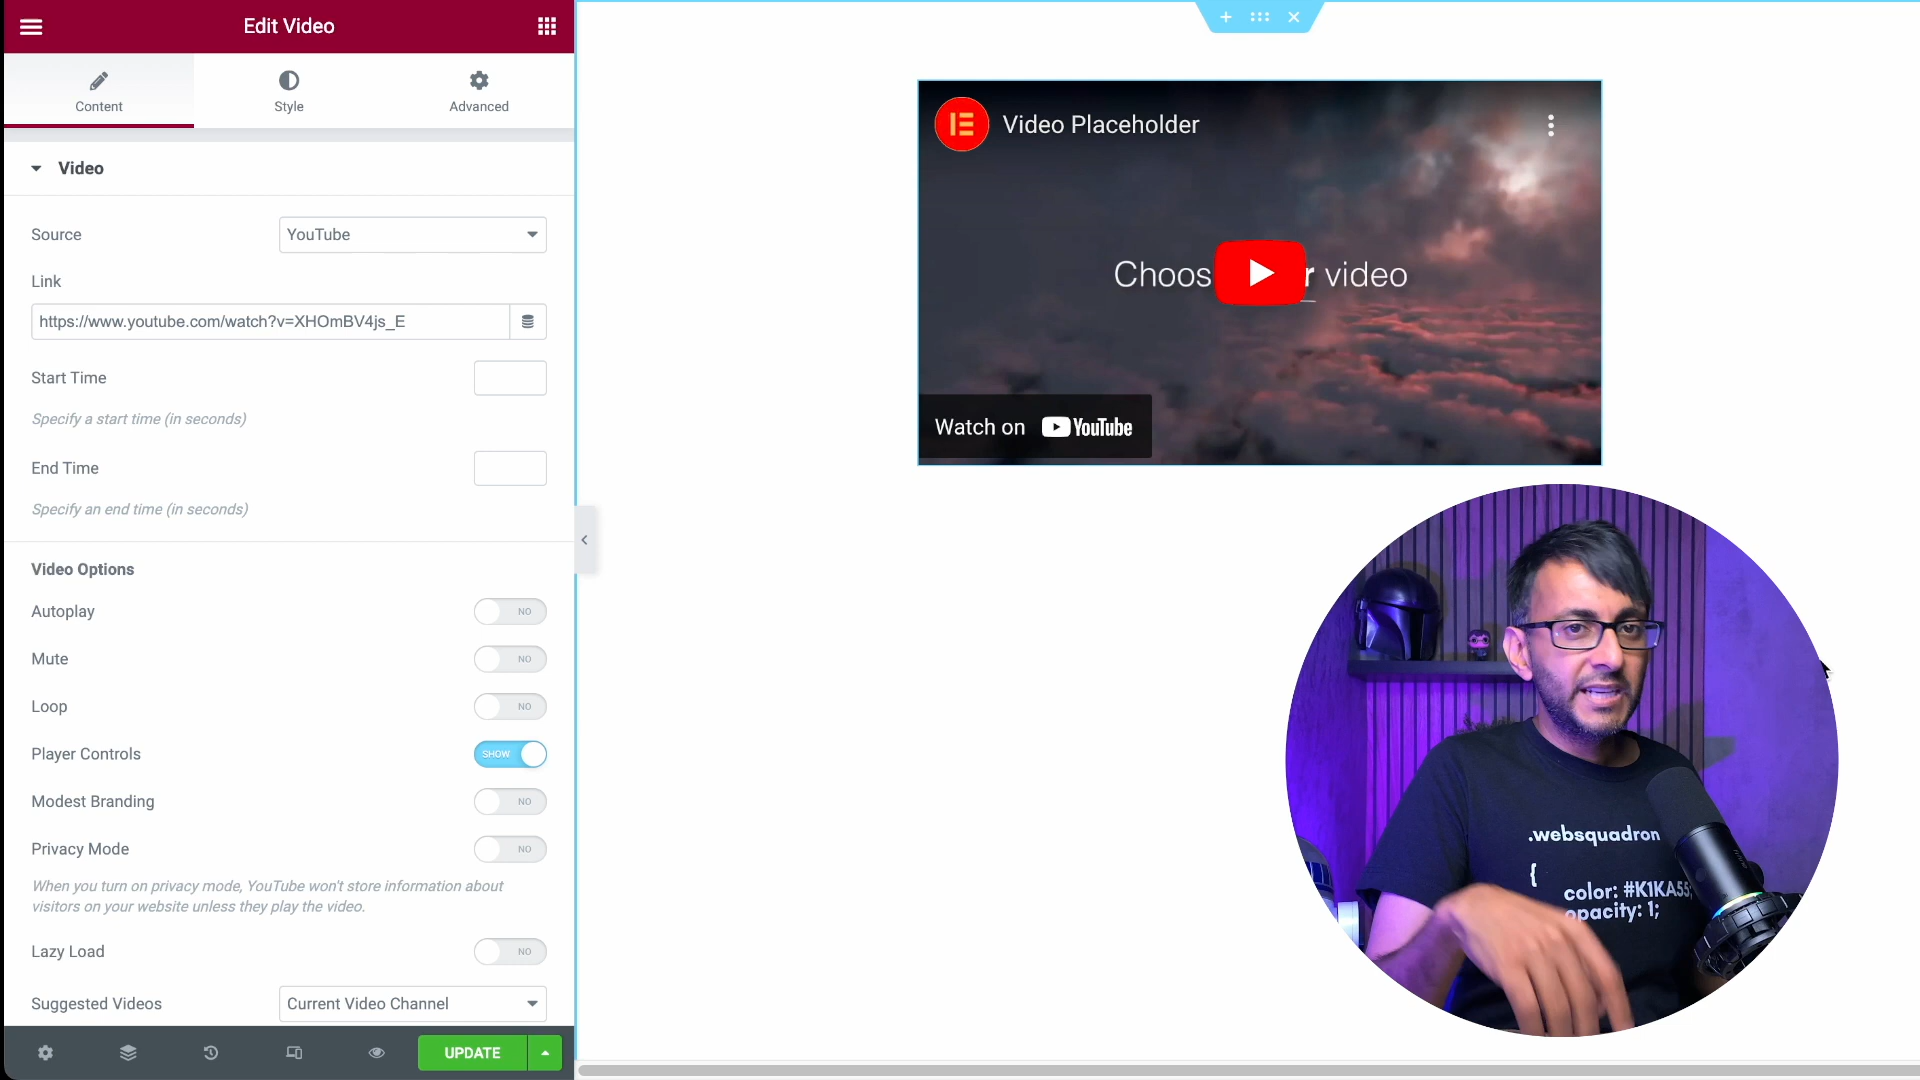 Edit Video
Content
Style
Advanced
Video
Source
YouTube
Link
https://www.youtube.com/watch?v=XHOmBV4js_E
Start Time
Specify a start time (in seconds)
End Time
Specify an end time (in seconds)
Video Options
Autoplay
NO
Mute
NO
Loop
NO
Player Controls
SHOW
Modest Branding
NO
Privacy Mode
NO
When you turn on privacy mode, YouTube won't store information about
visitors on your website unless they play the video.
Lazy Load
NO
Suggested Videos
Current Video Channel
UPDATE
Video Placeholder
Choos r video
Watch on YouTube
.websquadron
{
color: #K1KA55;
opacity: 1;